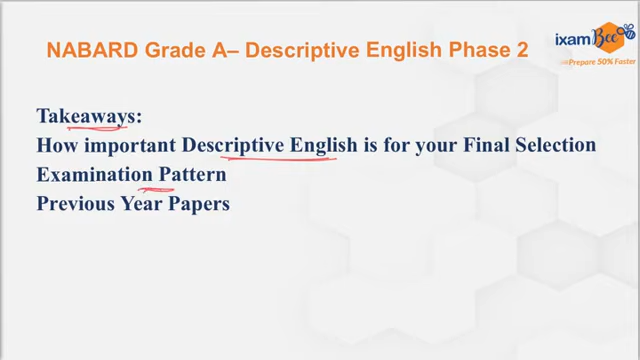 NABARD Grade A– Descriptive English Phase 2
ixamBee
Prepare 50% Faster
Takeaways:
How important Descriptive English is for your Final Selection
Examination Pattern
Previous Year Papers